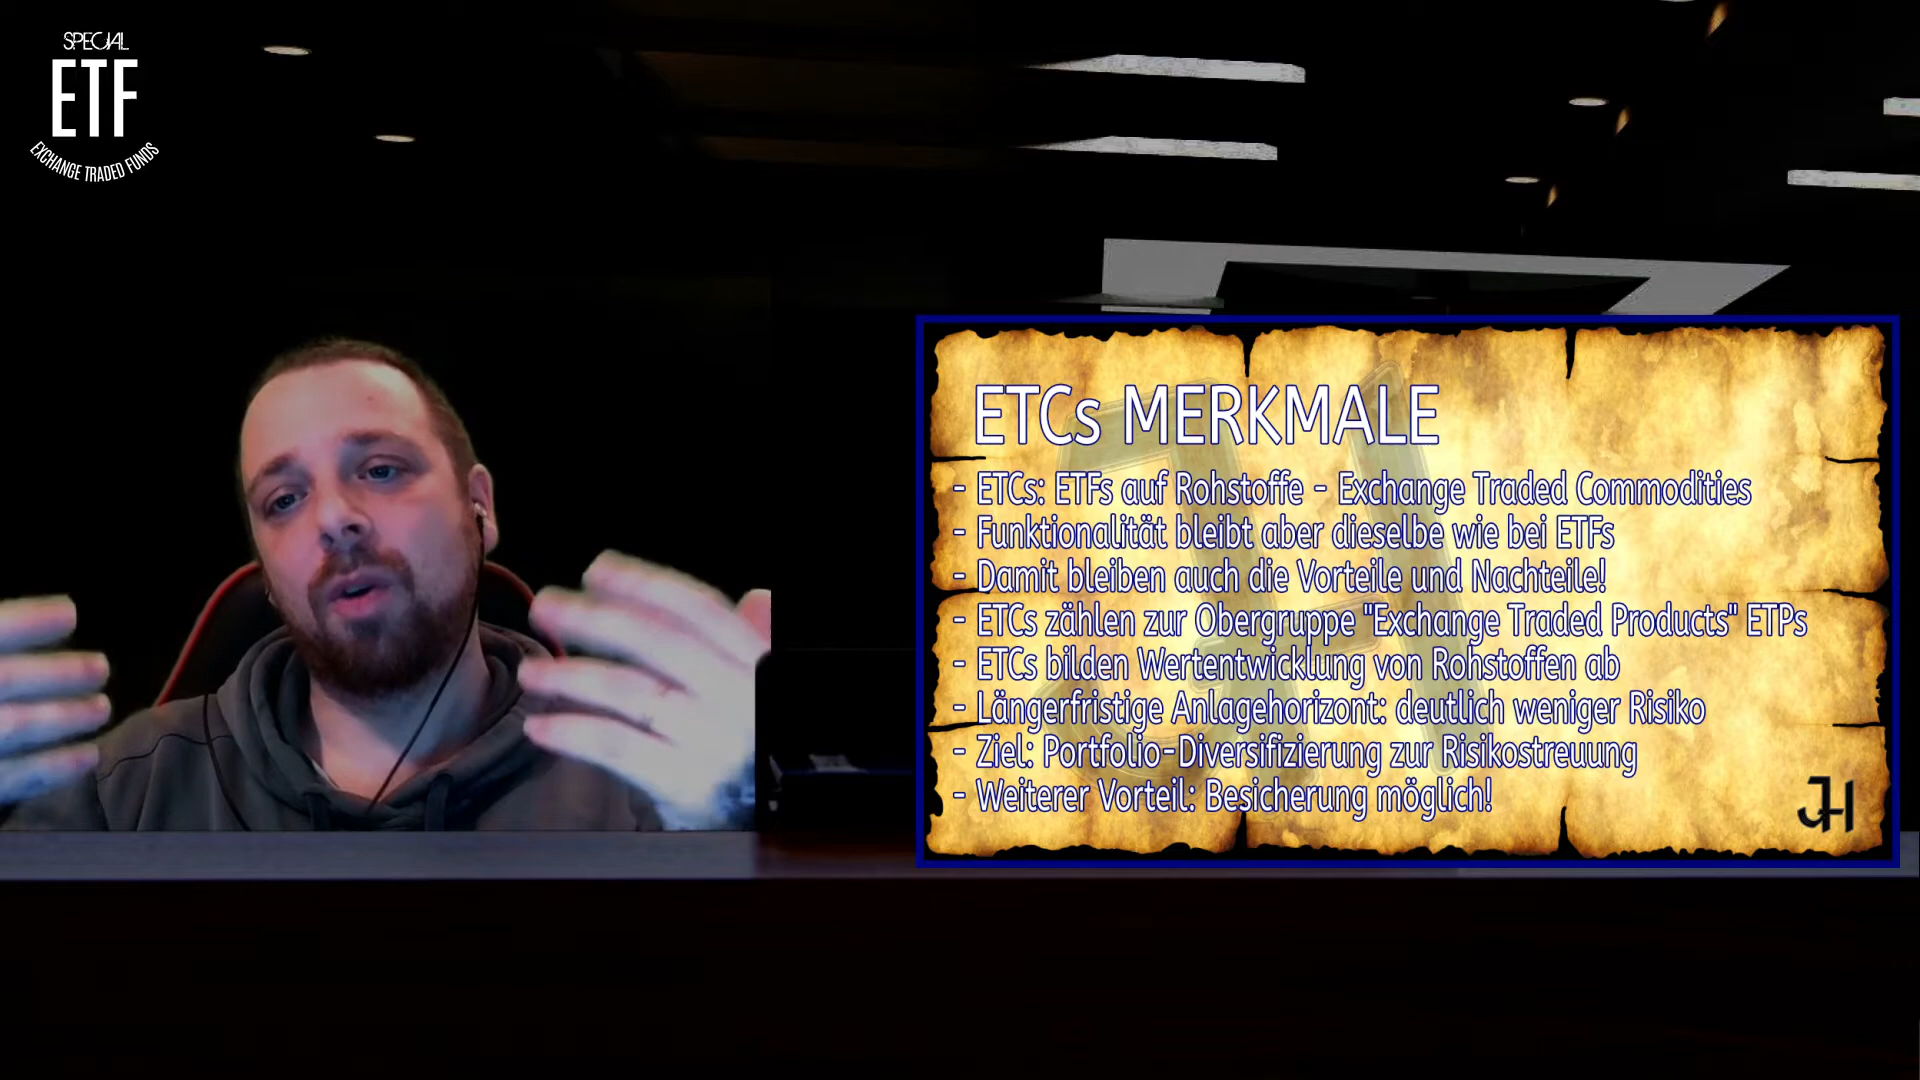 SPECIAL
ETF
EXCHANGE TRADED FUNDS
ETCs MERKMALE
- ETCs: ETFs auf Rohstoffe - Exchange Traded Commodities
- Funktionalität bleibt aber dieselbe wie bei ETFs
- Damit bleiben auch die Vorteile und Nachteile!
- ETCs zählen zur Obergruppe "Exchange Traded Products" ETPs
- ETCs bilden Wertentwicklung von Rohstoffen ab
- Längerfristige Anlagehorizont: deutlich weniger Risiko
- Ziel: Portfolio-Diversifizierung zur Risikostreuung
- Weiterer Vorteil: Besicherung möglich!
JH